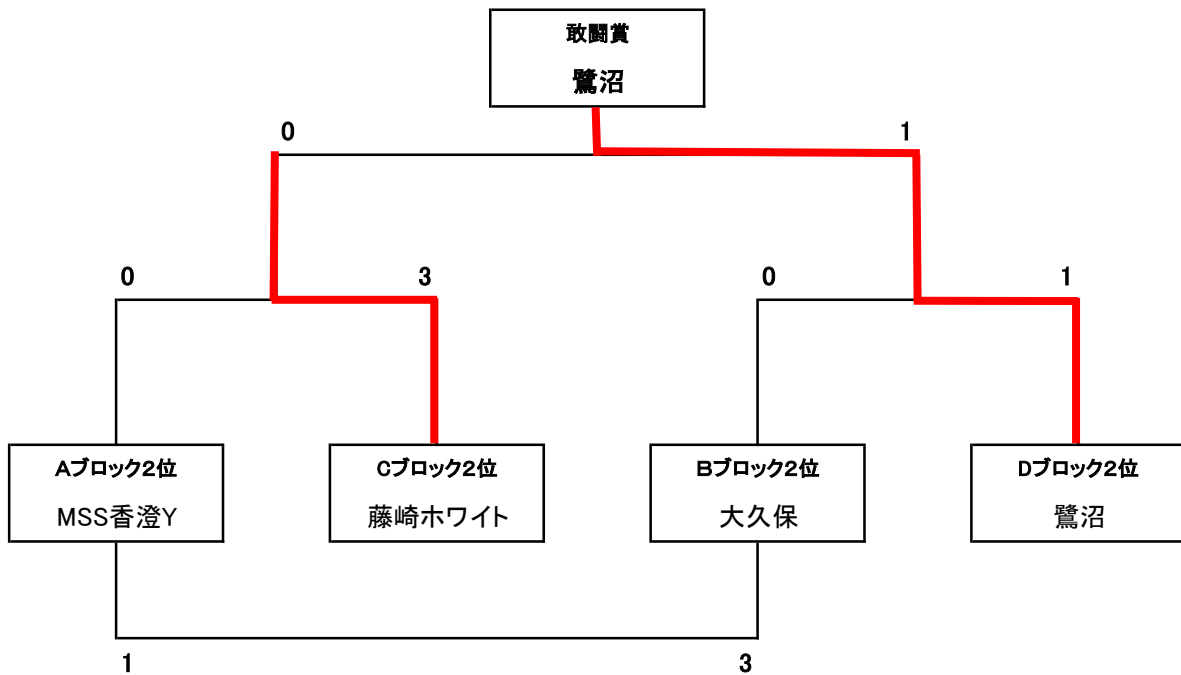 敢闘賞
鷺沼
0
1
0
3
0
1
Aブロック2位
MSS香澄Y
Cブロック2位
藤崎ホワイト
Bブロック2位
大久保
Dブロック2位
鷺沼
1
3